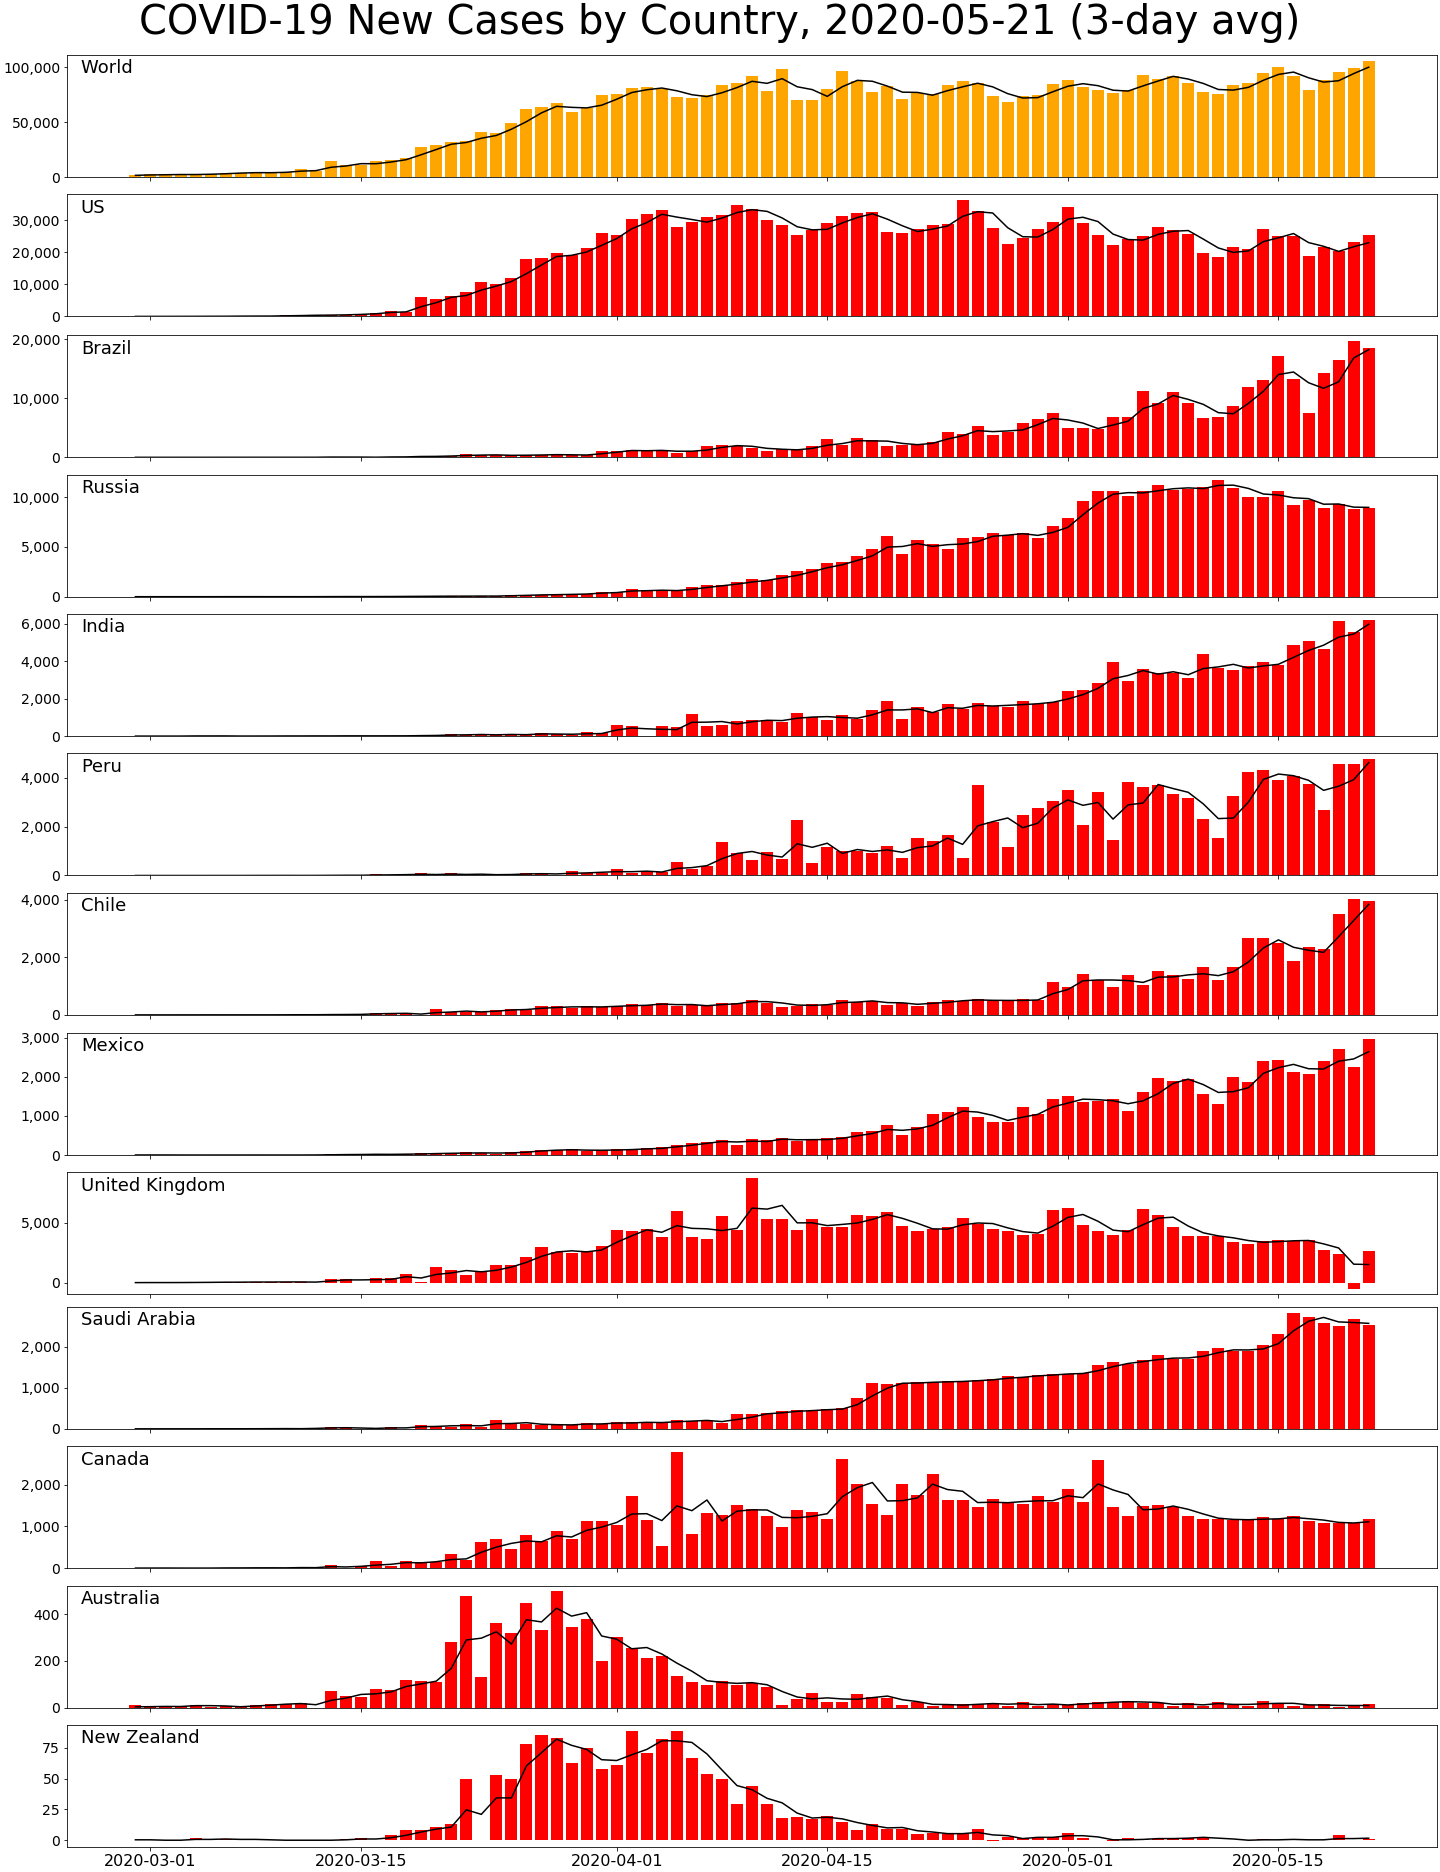 COVID-19 New Cases by Country, 2020-05-21 (3-day avg)
World
100,000
50,000
0
US
30,000
20,000
10,000
0
Brazil
20,000
10,000
0
Russia
10,000
5,000
0
India
6,000
4,000
2,000
0
Peru
4,000
2,000
0
Chile
4,000
2,000
0
Mexico
3,000
2,000
1,000
0
United Kingdom
5,000
0
Saudi Arabia
2,000
1,000
0
Canada
2,000
1,000
0
Australia
400
200
0
New Zealand
75
50
25
0
2020-03-01 2020-03-15 2020-04-01 2020-04-15 2020-05-01 2020-05-15